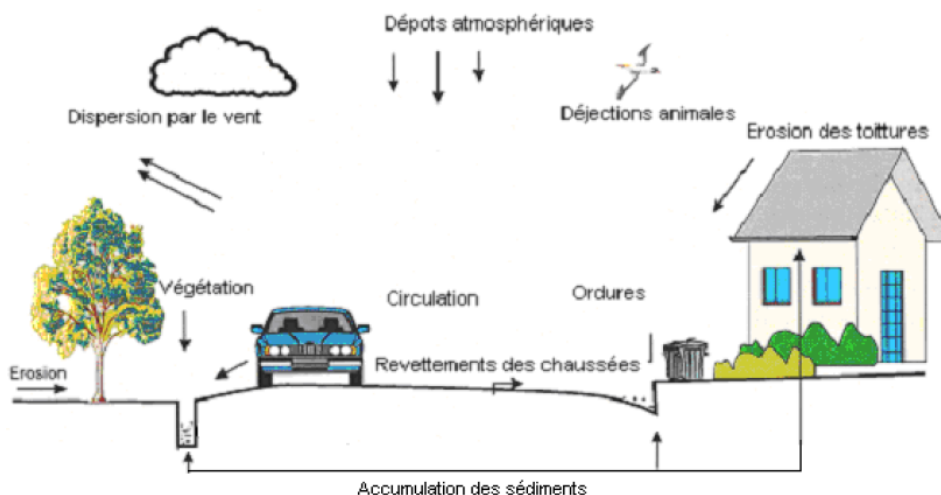 Dépots atmosphériques
Dispersion par le vent
Déjections animales
Erosion des toittures
Végétation
Circulation
Ordures
Erosion
Revettements des chaussées
Accumulation des sédiments